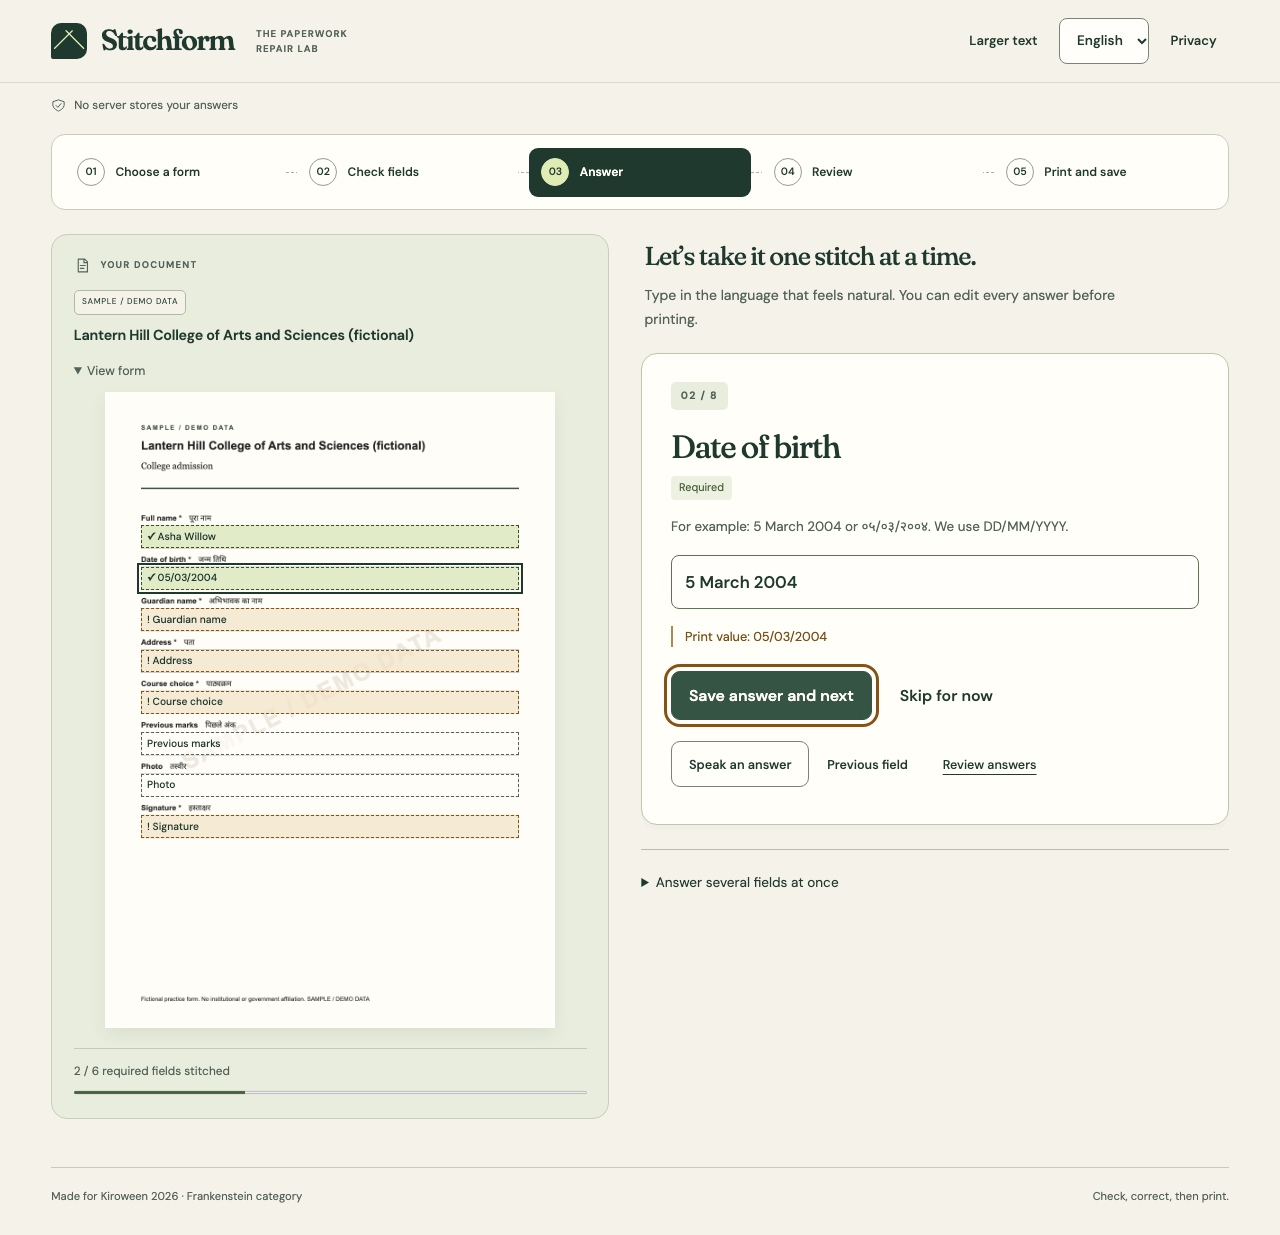 Stitchform
THE PAPERWORK
REPAIR LAB
Larger text
English
Privacy
No server stores your answers
01 Choose a form
02 Check fields
03 Answer
04 Review
05 Print and save
YOUR DOCUMENT
SAMPLE / DEMO DATA
Lantern Hill College of Arts and Sciences (fictional)
▼ View form
SAMPLE / DEMO DATA
Lantern Hill College of Arts and Sciences (fictional)
College admission
Full name * पूरा नाम
✓ Asha Willow
Date of birth * जन्म तिथि
✓ 05/03/2004
Guardian name * अभिभावक का नाम
! Guardian name
Address * पता
! Address
Course choice * पाठ्यक्रम
! Course choice
Previous marks पिछले अंक
Previous marks
Photo तस्वीर
Photo
Signature * हस्ताक्षर
! Signature
SAMPLE / DEMO DATA
Fictional practice form. No institutional or government affiliation. SAMPLE / DEMO DATA
2 / 6 required fields stitched
Let’s take it one stitch at a time.
Type in the language that feels natural. You can edit every answer before
printing.
02 / 8
Date of birth
Required
For example: 5 March 2004 or ०५/०३/२००४. We use DD/MM/YYYY.
5 March 2004
Print value: 05/03/2004
Save answer and next
Skip for now
Speak an answer
Previous field
Review answers
▶ Answer several fields at once
Made for Kiroween 2026 · Frankenstein category
Check, correct, then print.